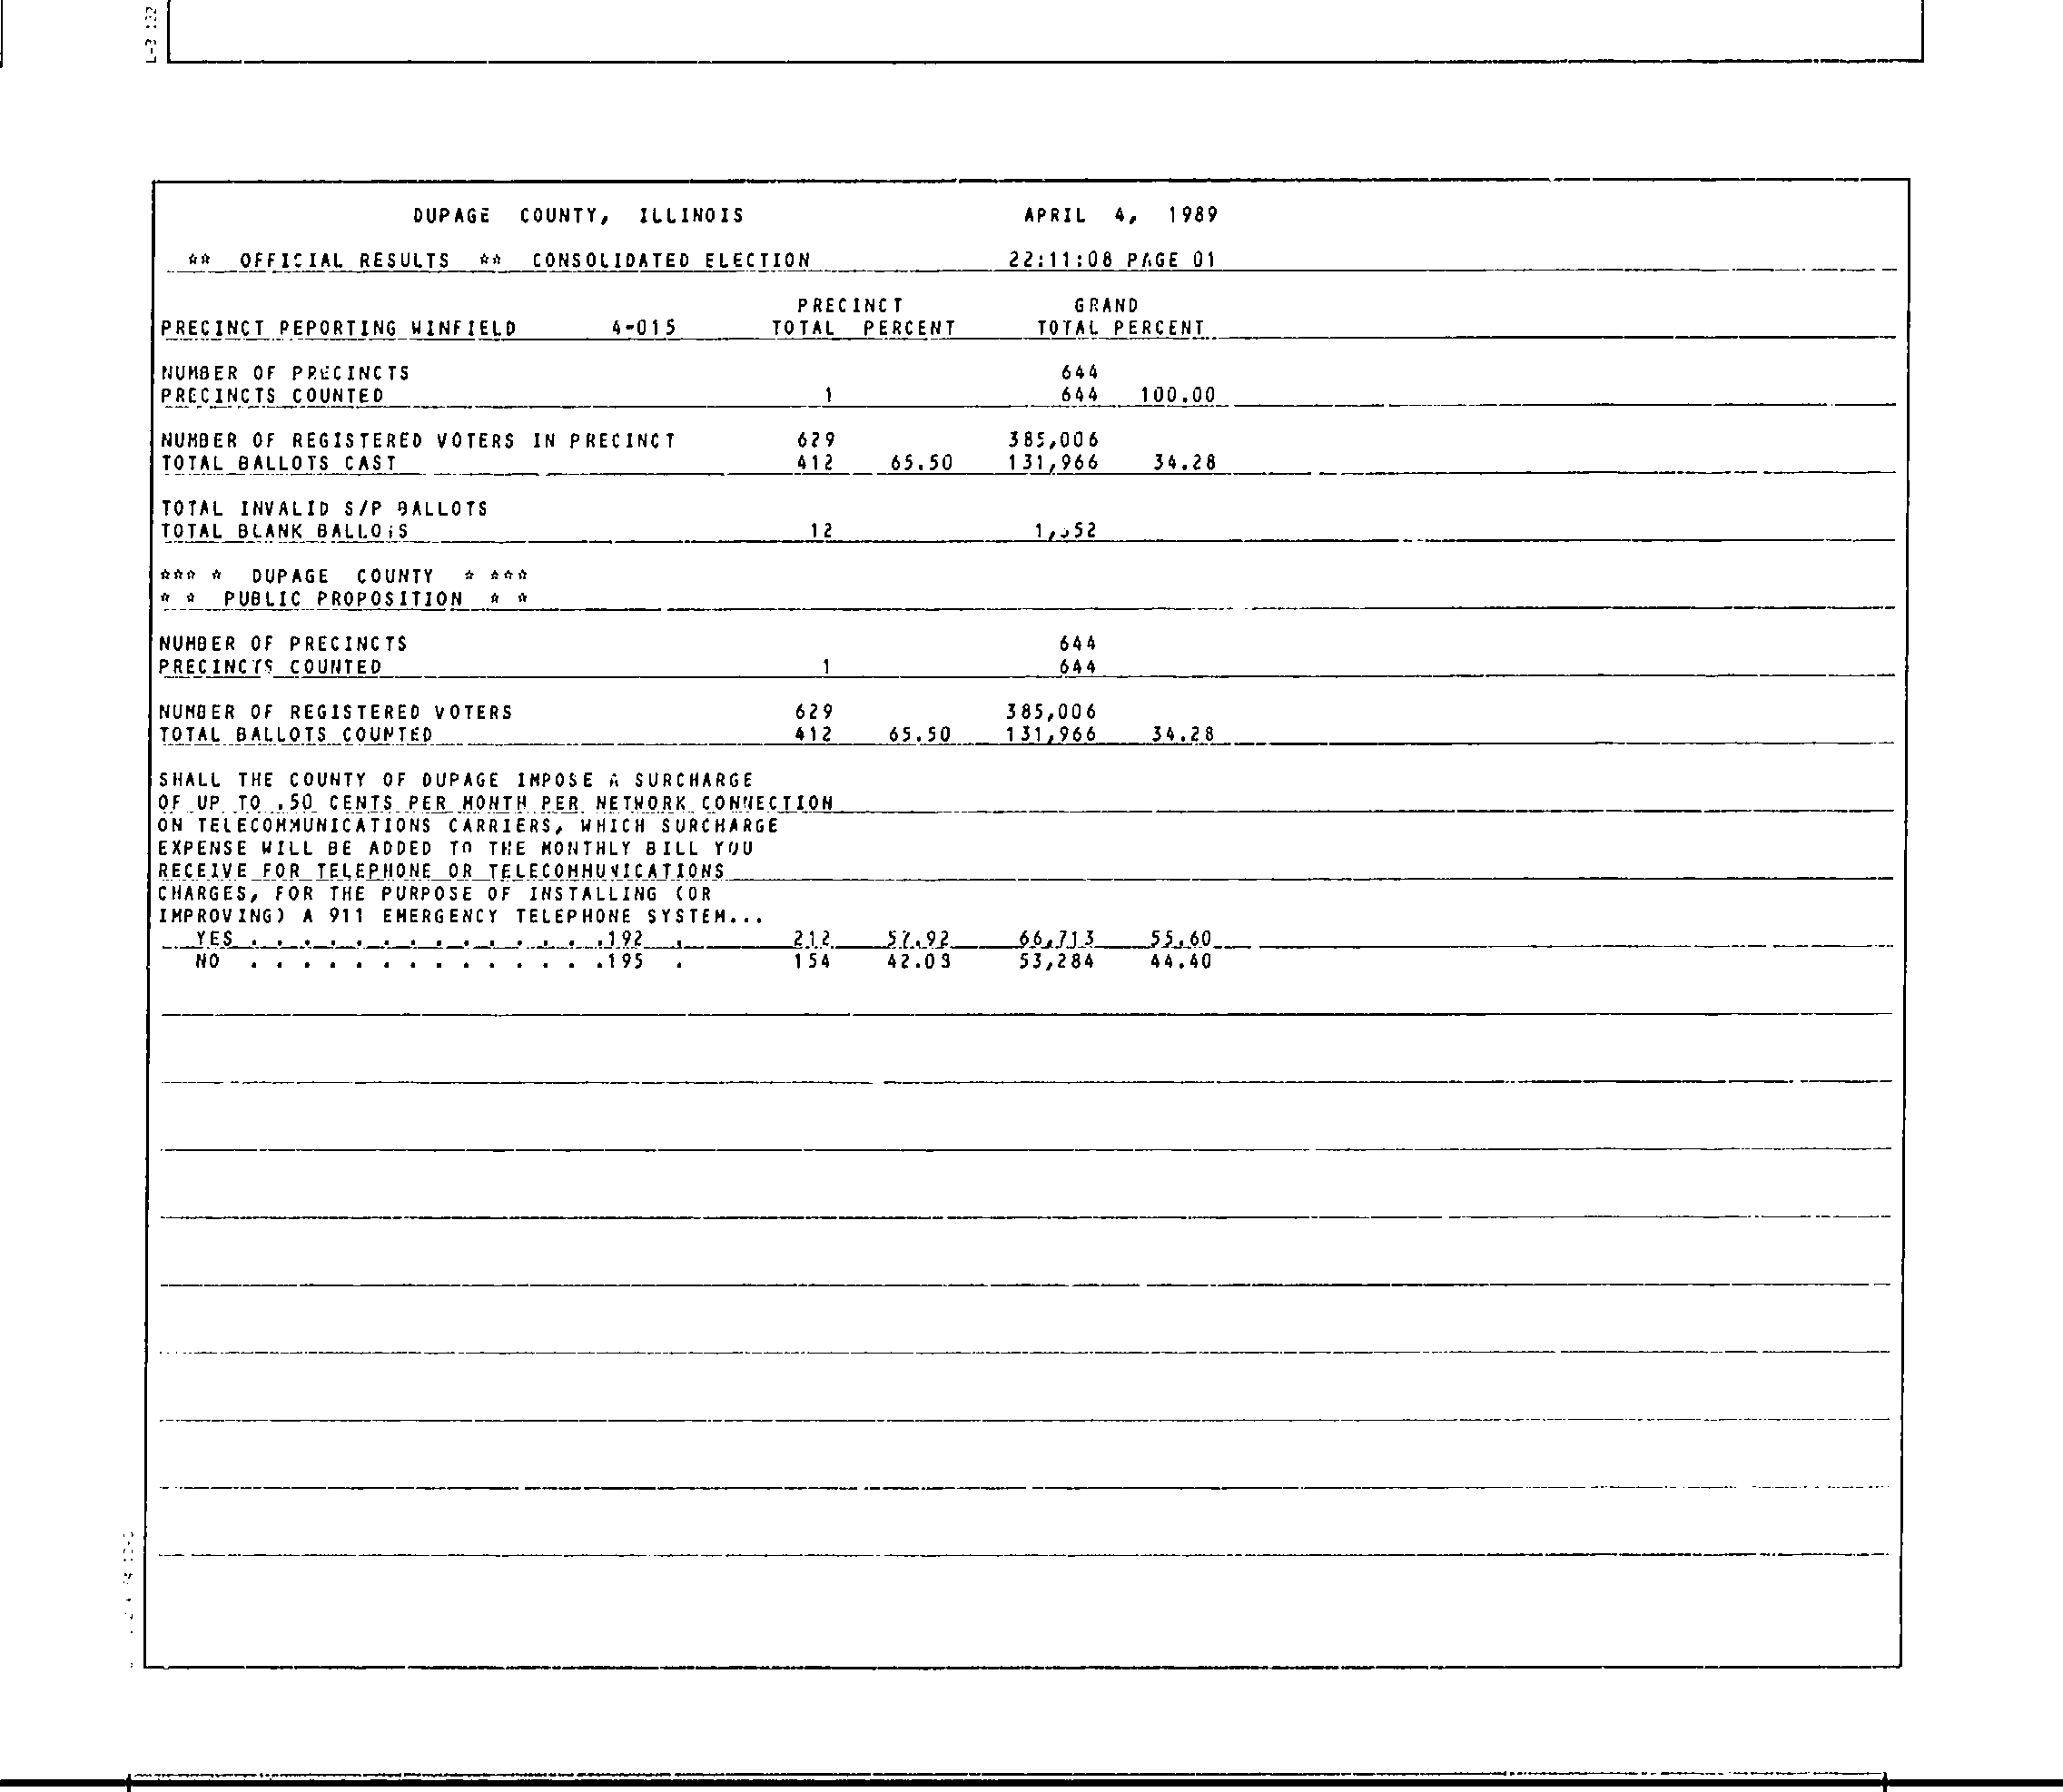 DUPAGE COUNTY, ILLINOIS APRIL 4, 1989
** OFFICIAL RESULTS ** CONSOLIDATED ELECTION 22:11:08 PAGE 01
PRECINCT GRAND
PRECINCT REPORTING WINFIELD 4-015 TOTAL PERCENT TOTAL PERCENT
NUMBER OF PRECINCTS 644
PRECINCTS COUNTED 1 644 100.00
NUMBER OF REGISTERED VOTERS IN PRECINCT 629 385,006
TOTAL BALLOTS CAST 412 65.50 131,966 34.28
TOTAL INVALID S/P BALLOTS
TOTAL BLANK BALLOTS 12
*** * DUPAGE COUNTY * ***
* * PUBLIC PROPOSITION * *
NUMBER OF PRECINCTS 644
PRECINCTS COUNTED 1 644
NUMBER OF REGISTERED VOTERS 629 385,006
TOTAL BALLOTS COUNTED 412 65.50 131,966 34.28
SHALL THE COUNTY OF DUPAGE IMPOSE A SURCHARGE
OF UP TO .50 CENTS PER MONTH PER NETWORK CONNECTION
ON TELECOMMUNICATIONS CARRIERS, WHICH SURCHARGE
EXPENSE WILL BE ADDED TO THE MONTHLY BILL YOU
RECEIVE FOR TELEPHONE OR TELECOMMUNICATIONS
CHARGES, FOR THE PURPOSE OF INSTALLING (OR
IMPROVING) A 911 EMERGENCY TELEPHONE SYSTEM...
YES . . . . . . . . . . . . . .192 . 212 57.92 66,713 55.60
NO . . . . . . . . . . . . . .195 . 154 42.08 53,284 44.40